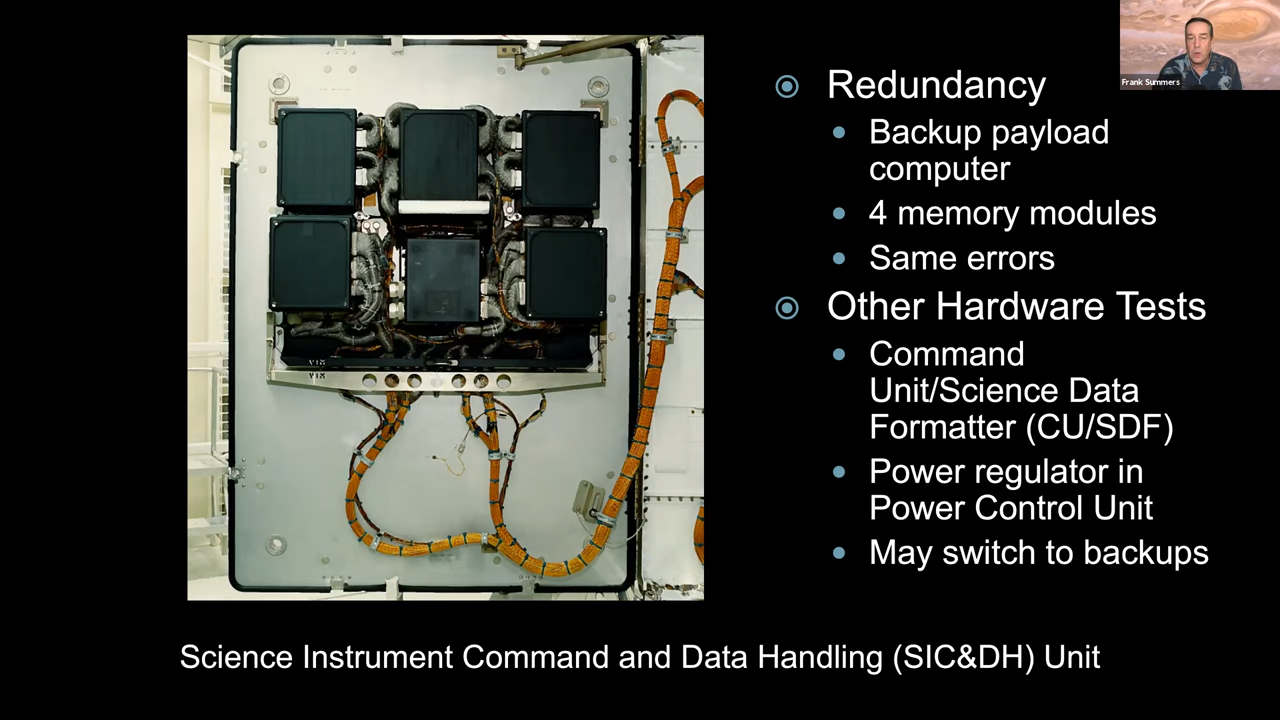 Frank Summers
Redundancy
Backup payload
computer
4 memory modules
Same errors
Other Hardware Tests
Command
Unit/Science Data
Formatter (CU/SDF)
Power regulator in
Power Control Unit
May switch to backups
Science Instrument Command and Data Handling (SIC&DH) Unit